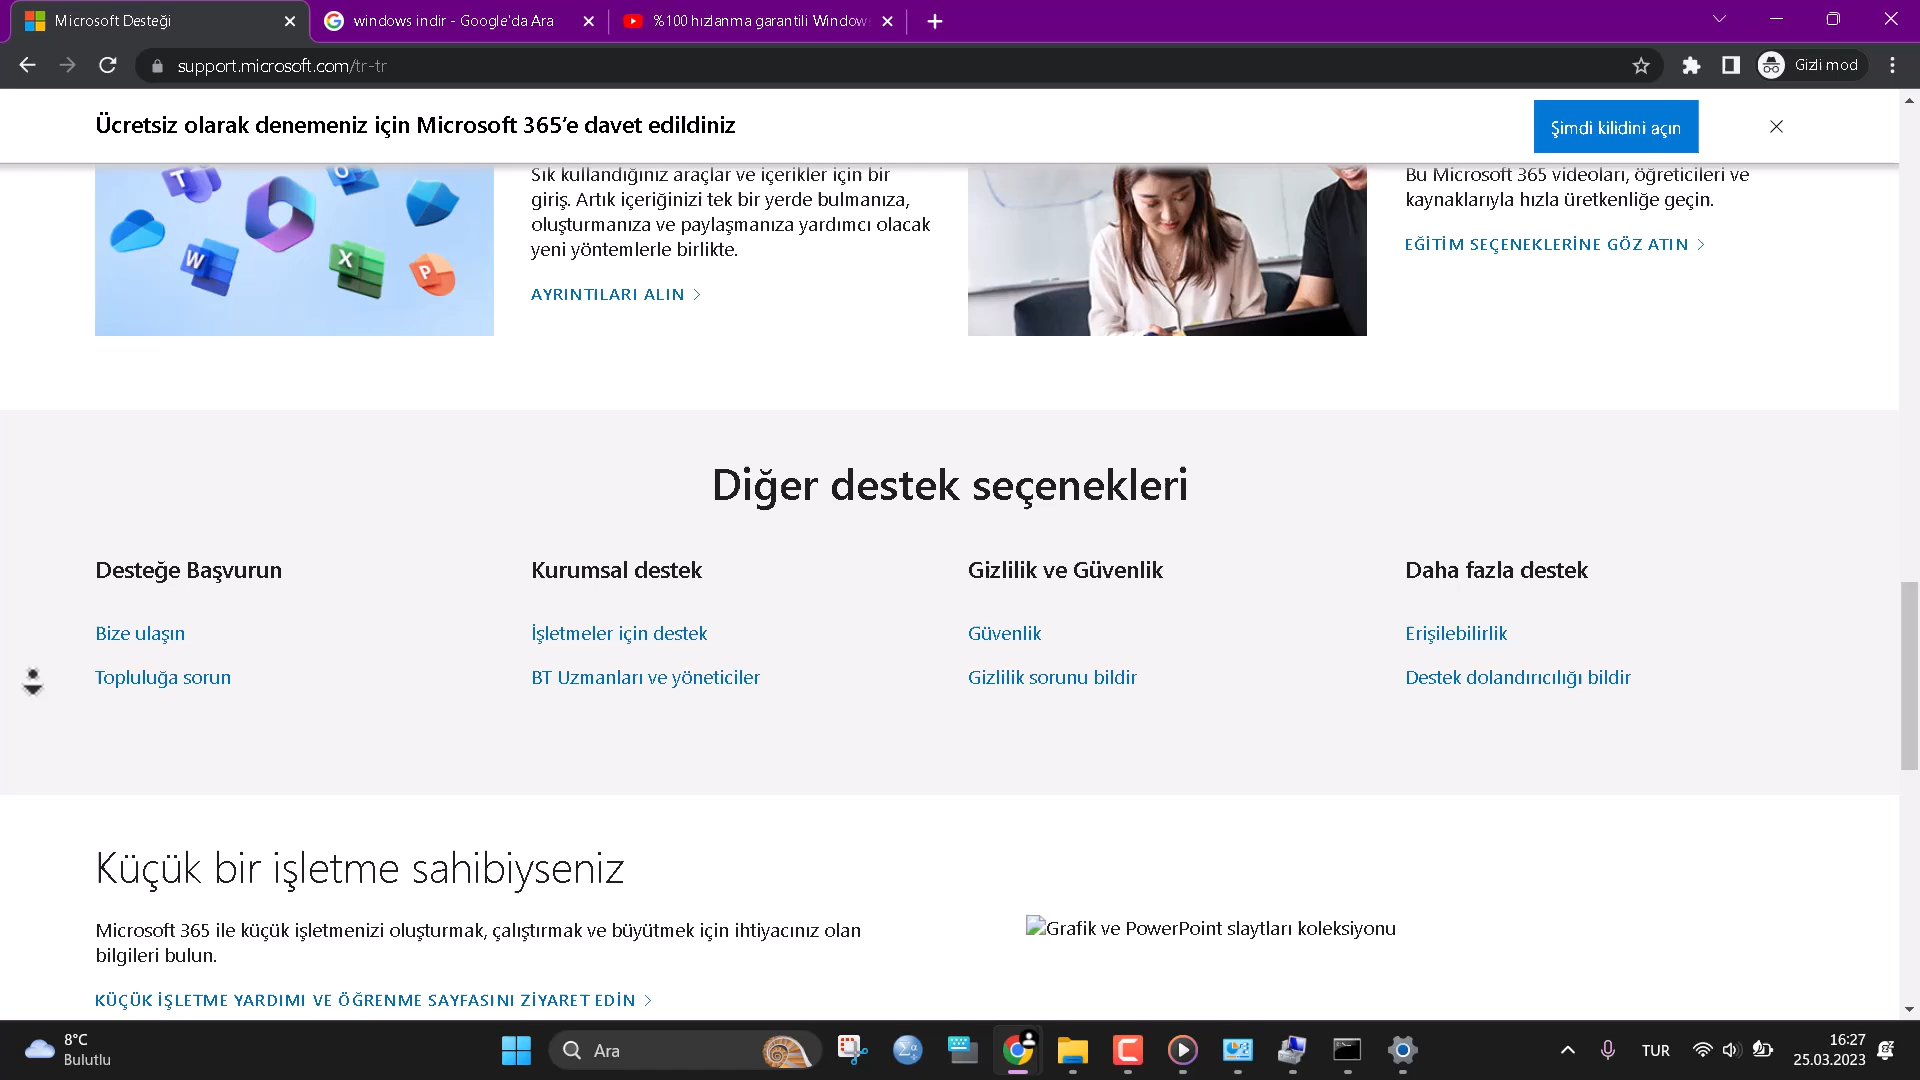 Microsoft Desteği
windows indir - Google'da Ara
%100 hızlanma garantili Window
support.microsoft.com/tr-tr
Gizli mod
Ücretsiz olarak denemeniz için Microsoft 365'e davet edildiniz
Şimdi kilidini açın
Sık kullandığınız araçlar ve içerikler için bir
giriş. Artık içeriğinizi tek bir yerde bulmanıza,
oluşturmanıza ve paylaşmanıza yardımcı olacak
yeni yöntemlerle birlikte.
AYRINTILARI ALIN
Bu Microsoft 365 videoları, öğreticileri ve
kaynaklarıyla hızla üretkenliğe geçin.
EĞİTİM SEÇENEKLERİNE GÖZ ATIN
Diğer destek seçenekleri
Desteğe Başvurun
Bize ulaşın
Topluluğa sorun
Kurumsal destek
İşletmeler için destek
BT Uzmanları ve yöneticiler
Gizlilik ve Güvenlik
Güvenlik
Gizlilik sorunu bildir
Daha fazla destek
Erişilebilirlik
Destek dolandırıcılığı bildir
Küçük bir işletme sahibiyseniz
Microsoft 365 ile küçük işletmenizi oluşturmak, çalıştırmak ve büyütmek için ihtiyacınız olan
bilgileri bulun.
KÜÇÜK İŞLETME YARDIMI VE ÖĞRENME SAYFASINI ZİYARET EDİN
Grafik ve PowerPoint slaytları koleksiyonu
8°C
Bulutlu
Ara
TUR
16:27
25.03.2023